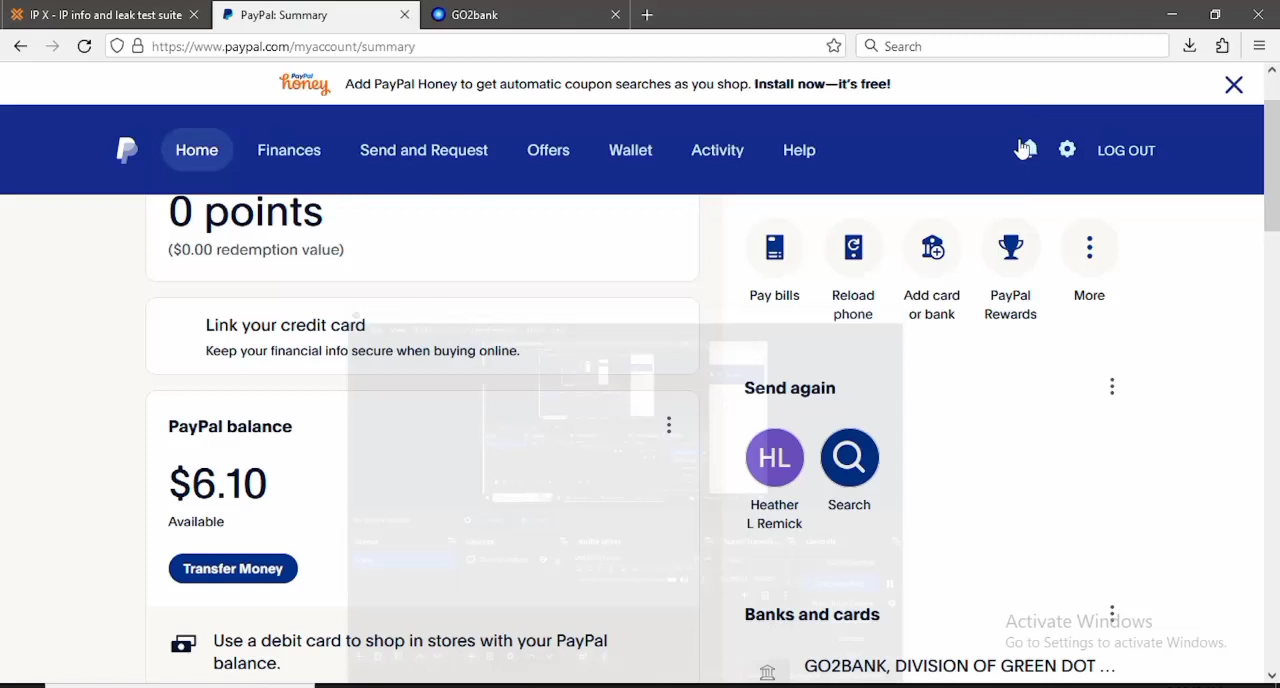 IP X - IP info and leak test suite
PayPal: Summary
GO2bank
https://www.paypal.com/myaccount/summary
Search
PayPal
honey
Add PayPal Honey to get automatic coupon searches as you shop. Install now—it's free!
Home
Finances
Send and Request
Offers
Wallet
Activity
Help
LOG OUT
0 points
($0.00 redemption value)
Pay bills
Reload
phone
Add card
or bank
PayPal
Rewards
More
Link your credit card
Keep your financial info secure when buying online.
Send again
PayPal balance
$6.10
Available
HL
Heather
L Remick
Search
Transfer Money
Banks and cards
Activate Windows
Go to Settings to activate Windows.
Use a debit card to shop in stores with your PayPal
balance.
GO2BANK, DIVISION OF GREEN DOT ...